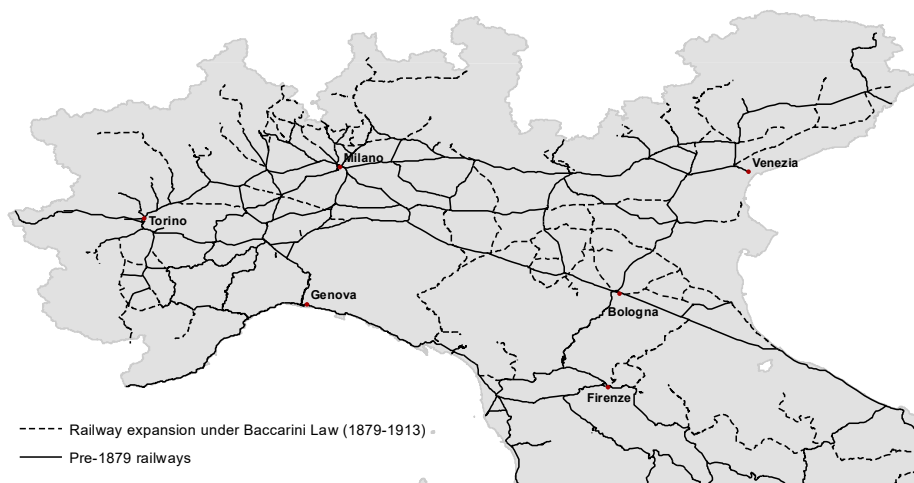 Milano
Venezia
Torino
Genova
Bologna
Firenze
Railway expansion under Baccarini Law (1879-1913)
Pre-1879 railways